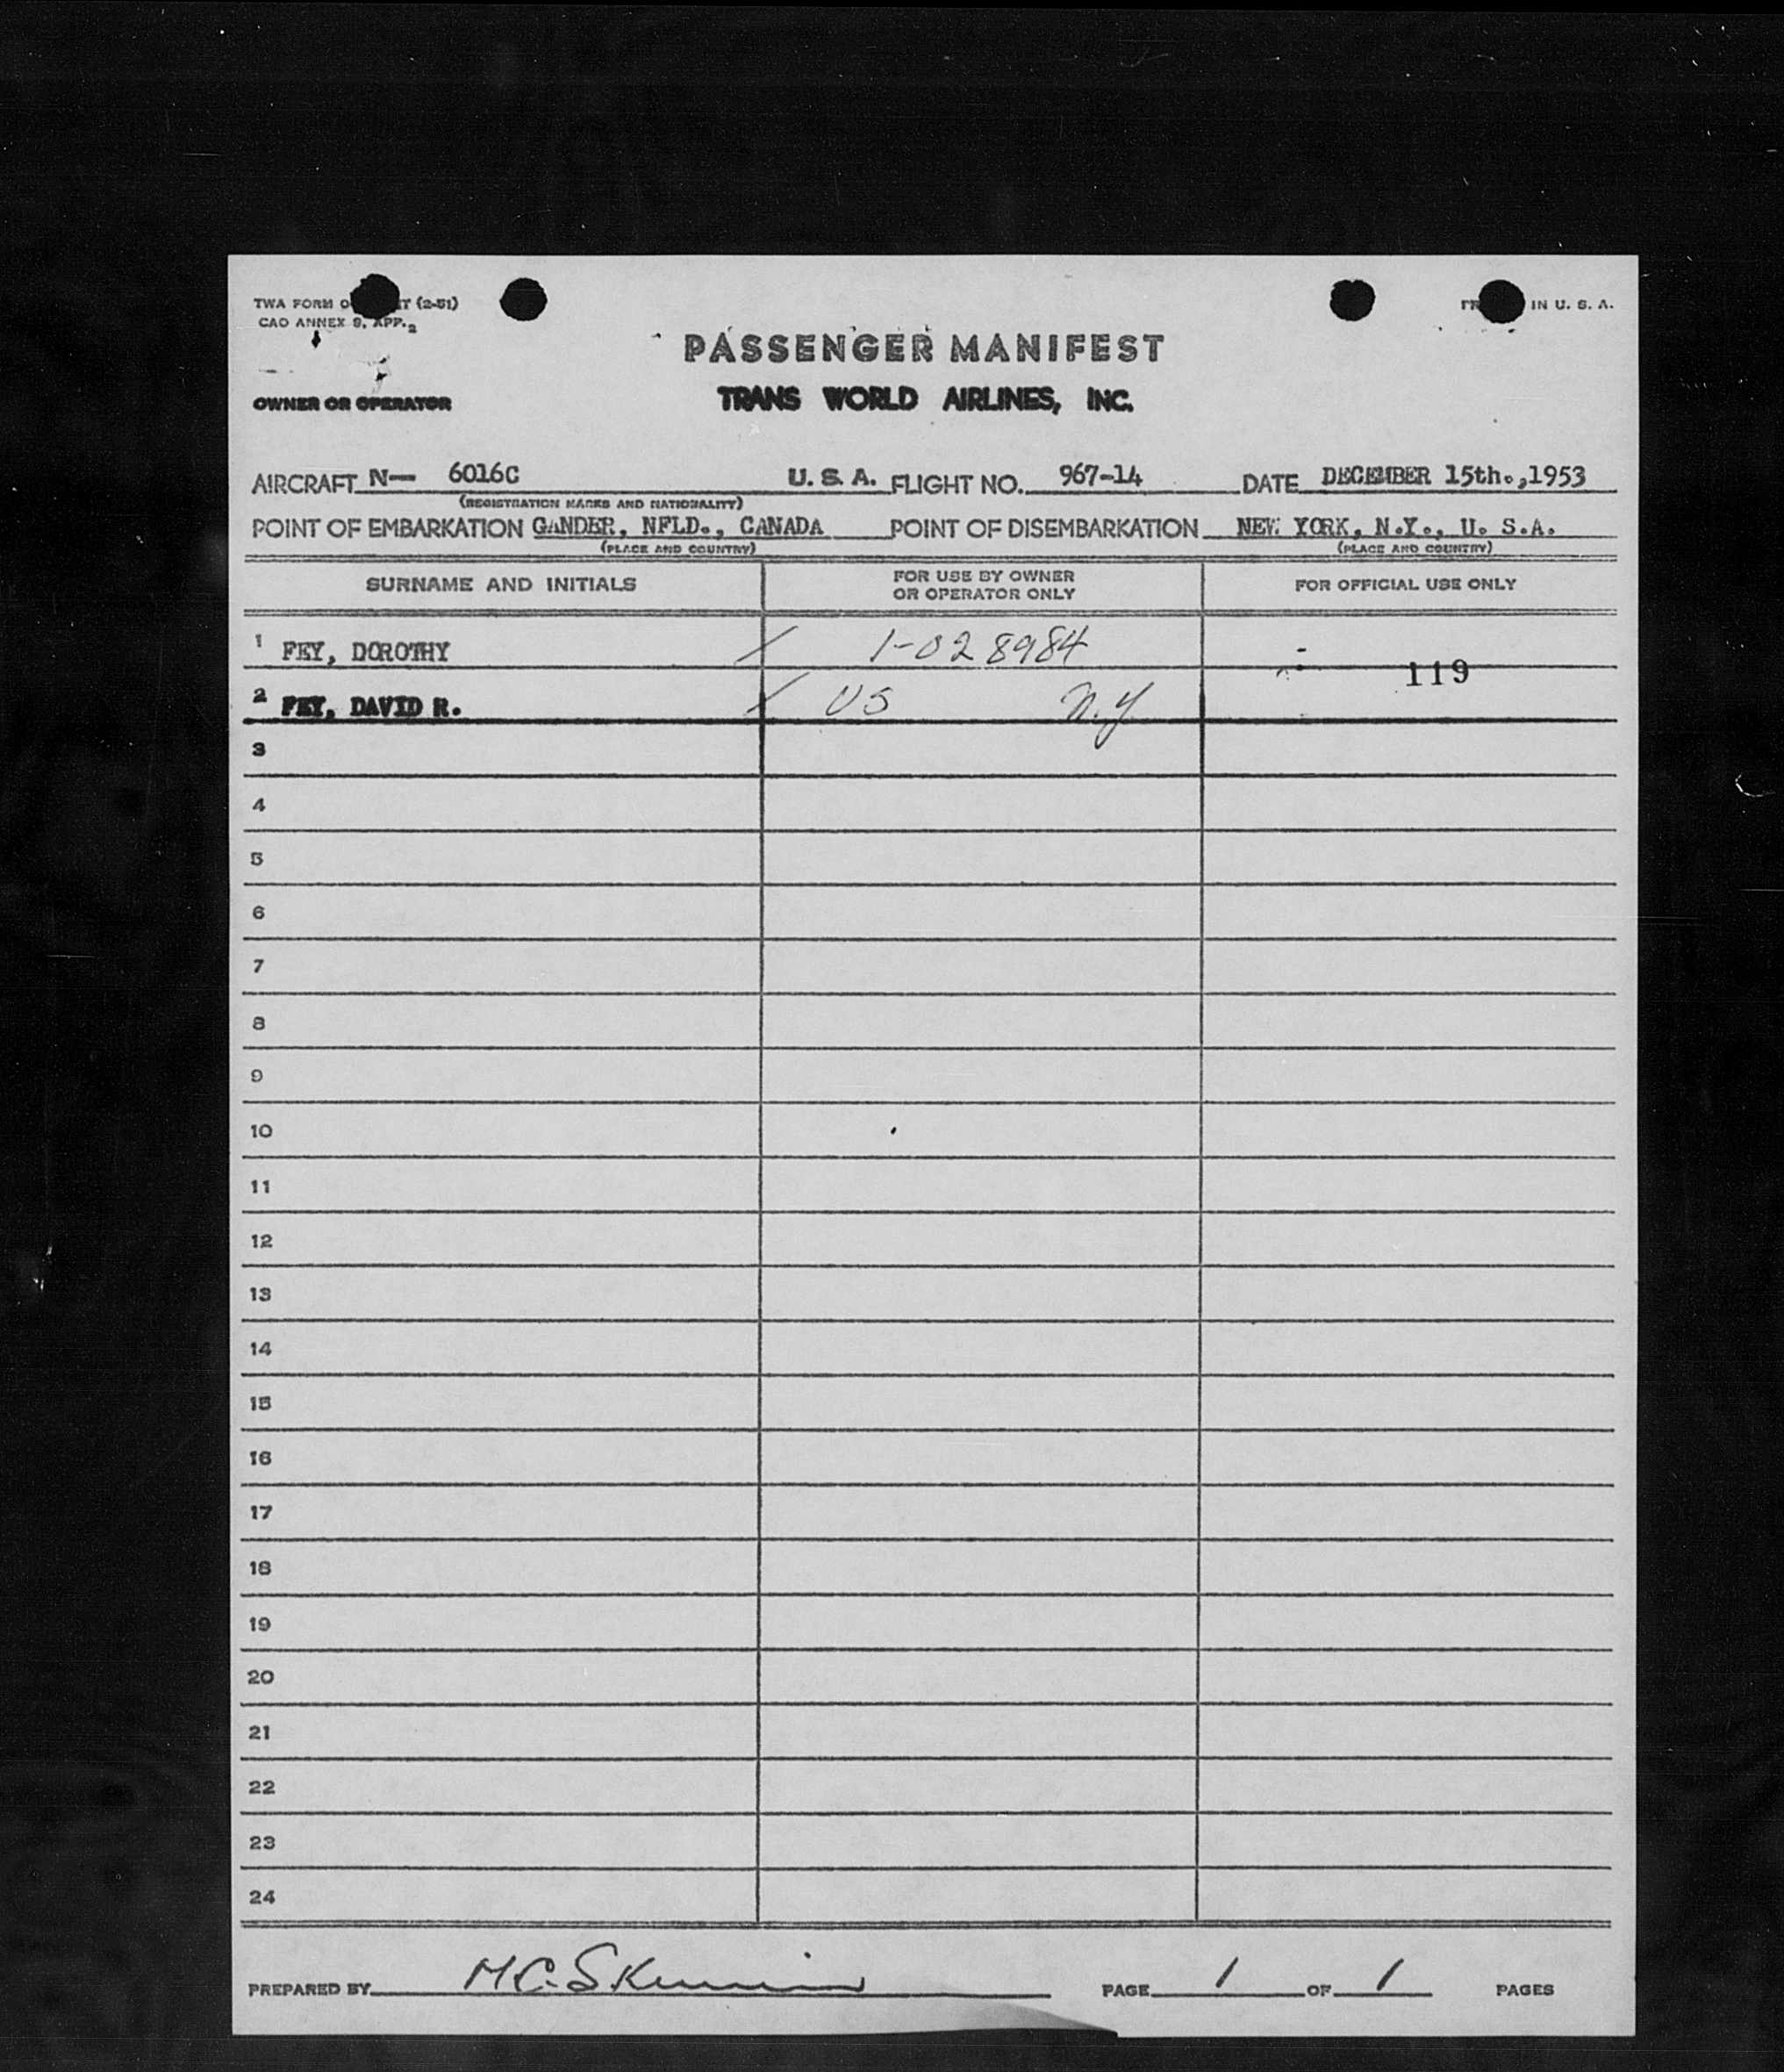 TWA FORM O T (2-51)
CAO ANNEX 9, APP. 2
IN U. S. A.
PASSENGER MANIFEST
OWNER OR OPERATOR TRANS WORLD AIRLINES, INC.
AIRCRAFT N— 6016C U. S. A. FLIGHT NO. 967-14 DATE DECEMBER 15th.,1953
(REGISTRATION MARKS AND NATIONALITY)
POINT OF EMBARKATION GANDER, NFLD., CANADA POINT OF DISEMBARKATION NEW YORK, N.Y., U. S.A.
(PLACE AND COUNTRY) (PLACE AND COUNTRY)
SURNAME AND INITIALS FOR USE BY OWNER OR OPERATOR ONLY FOR OFFICIAL USE ONLY
1 FEY, DOROTHY 1-028984
119
2 FEY, DAVID R. US N.Y
3
4
5
6
7
8
9
10
11
12
13
14
15
16
17
18
19
20
21
22
23
24
PREPARED BY M.C. PAGE 1 OF 1 PAGES